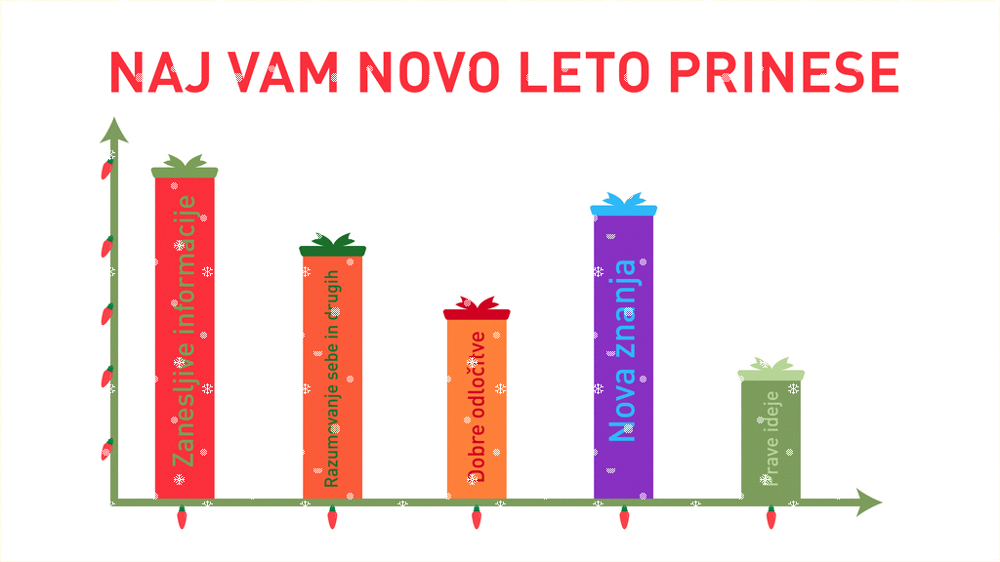 NAJ VAM NOVO LETO PRINESE
Zanesljive informacije
Razumevanje sebe in drugih
Dobre odločitve
Nova znanja
Prave ideje